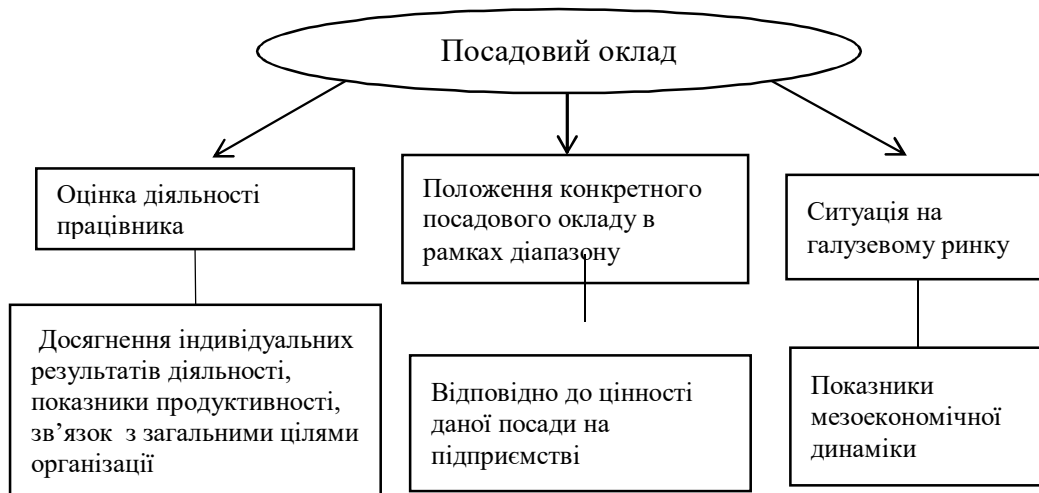 Посадовий оклад
Оцінка діяльності
працівника
Положення конкретного
посадового окладу в
рамках діапазону
Ситуація на
галузевому ринку
Досягнення індивідуальних
результатів діяльності,
показники продуктивності,
зв’язок з загальними цілями
організації
Відповідно до цінності
даної посади на
підприємстві
Показники
мезоекономічної
динаміки